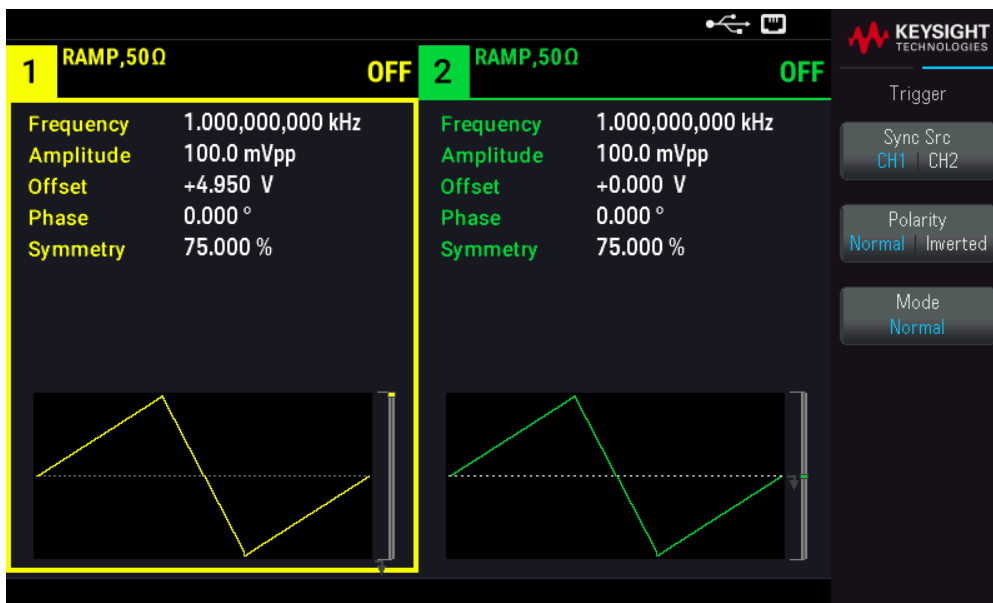 KEYSIGHT
TECHNOLOGIES
1 RAMP,50Ω OFF
2 RAMP,50Ω OFF
Frequency 1.000,000,000 kHz
Amplitude 100.0 mVpp
Offset +4.950 V
Phase 0.000 °
Symmetry 75.000 %
Frequency 1.000,000,000 kHz
Amplitude 100.0 mVpp
Offset +0.000 V
Phase 0.000 °
Symmetry 75.000 %
Trigger
Sync Src
CH1 | CH2
Polarity
Normal | Inverted
Mode
Normal